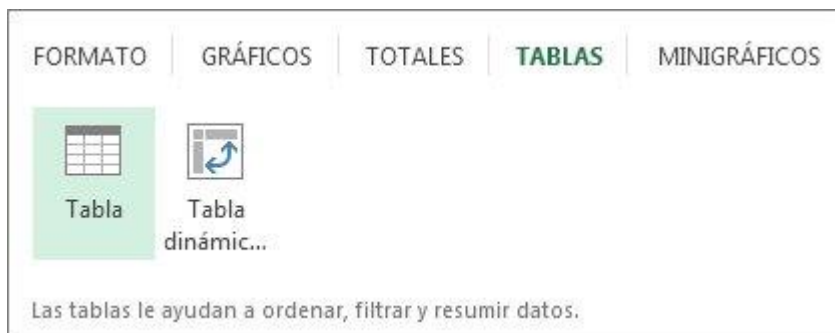 FORMATO GRÁFICOS TOTALES TABLAS MINIGRÁFICOS
Tabla Tabla
dinámic...
Las tablas le ayudan a ordenar, filtrar y resumir datos.